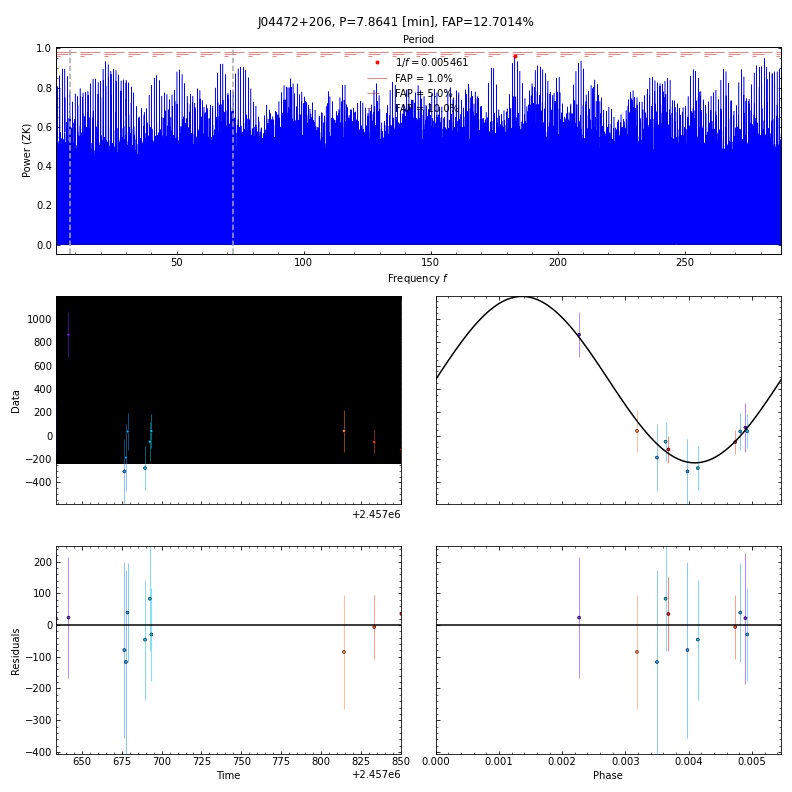 J04472+206, P=7.8641 [min], FAP=12.7014%
Period
1/f = 0.005461
FAP = 1.0%
FAP = 5.0%
FAP = 10.0%
Power (ZK)
1.0
0.8
0.6
0.4
0.2
0.0
50 100 150 200 250
Frequency f
Data
1000
800
600
400
200
0
−200
−400
+2.457e6
Residuals
200
100
0
−100
−200
−300
−400
650 675 700 725 750 775 800 825 850
Time
+2.457e6
0.000 0.001 0.002 0.003 0.004 0.005
Phase